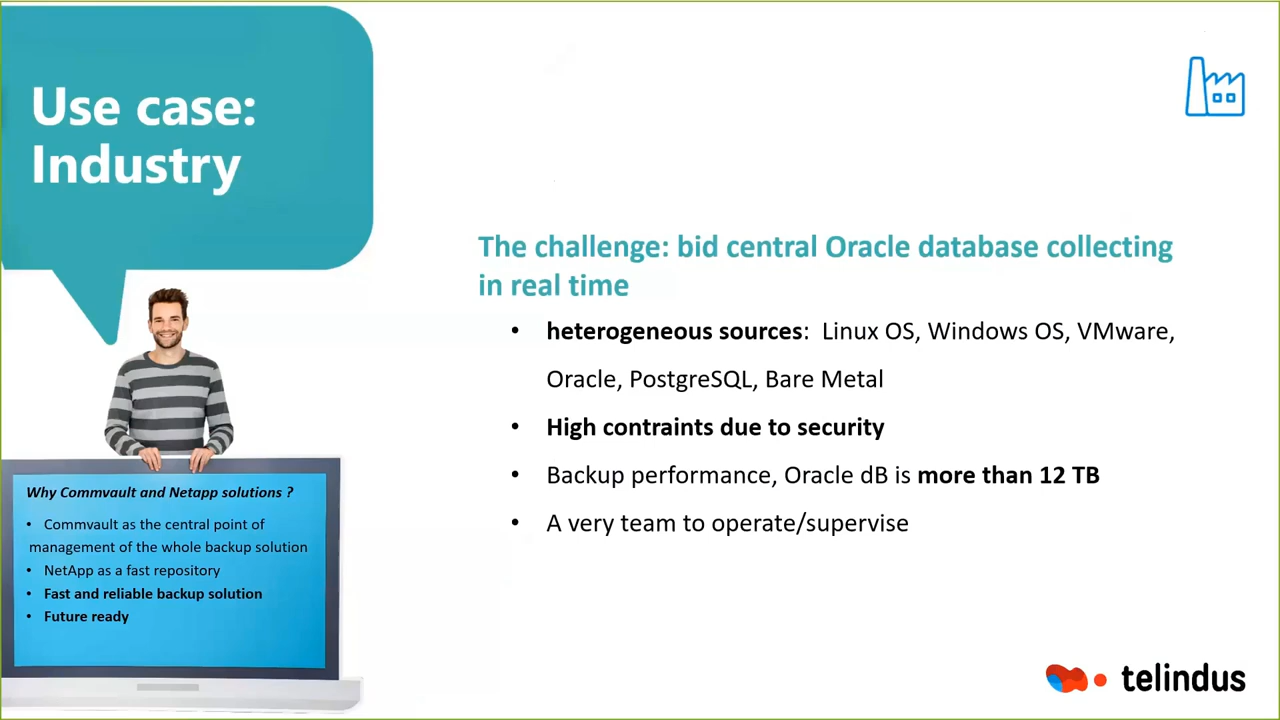 Use case:
Industry
The challenge: bid central Oracle database collecting
in real time
• heterogeneous sources: Linux OS, Windows OS, VMware,
Oracle, PostgreSQL, Bare Metal
• High contraints due to security
• Backup performance, Oracle dB is more than 12 TB
• A very team to operate/supervise
Why Commvault and Netapp solutions ?
• Commvault as the central point of
management of the whole backup solution
• NetApp as a fast repository
• Fast and reliable backup solution
• Future ready
telindus